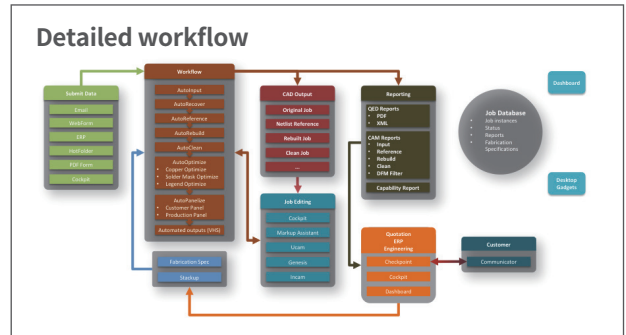 Detailed workflow
Submit Data
Email
WebForm
ERP
HotFolder
PDF Form
Cockpit
Workflow
AutoInput
AutoRecover
AutoReference
AutoRebuild
AutoClean
AutoOptimize
• Copper Optimize
• Solder Mask Optimize
• Legend Optimize
AutoPanelize
• Customer Panel
• Production Panel
Automated outputs (VHS)
Fabrication Spec
Stackup
CAD Output
Original Job
Netlist Reference
Rebuilt Job
Clean Job
...
Job Editing
Cockpit
Markup Assistant
Ucam
Genesis
Incam
Reporting
QED Reports
• PDF
• XML
CAM Reports
• Input
• Reference
• Rebuild
• Clean
• DFM Filter
Capability Report
Quotation
ERP
Engineering
Checkpoint
Cockpit
Dashboard
Customer
Communicator
Job Database
• Job instances
• Status
• Reports
• Fabrication
Specifications
Dashboard
Desktop
Gadgets